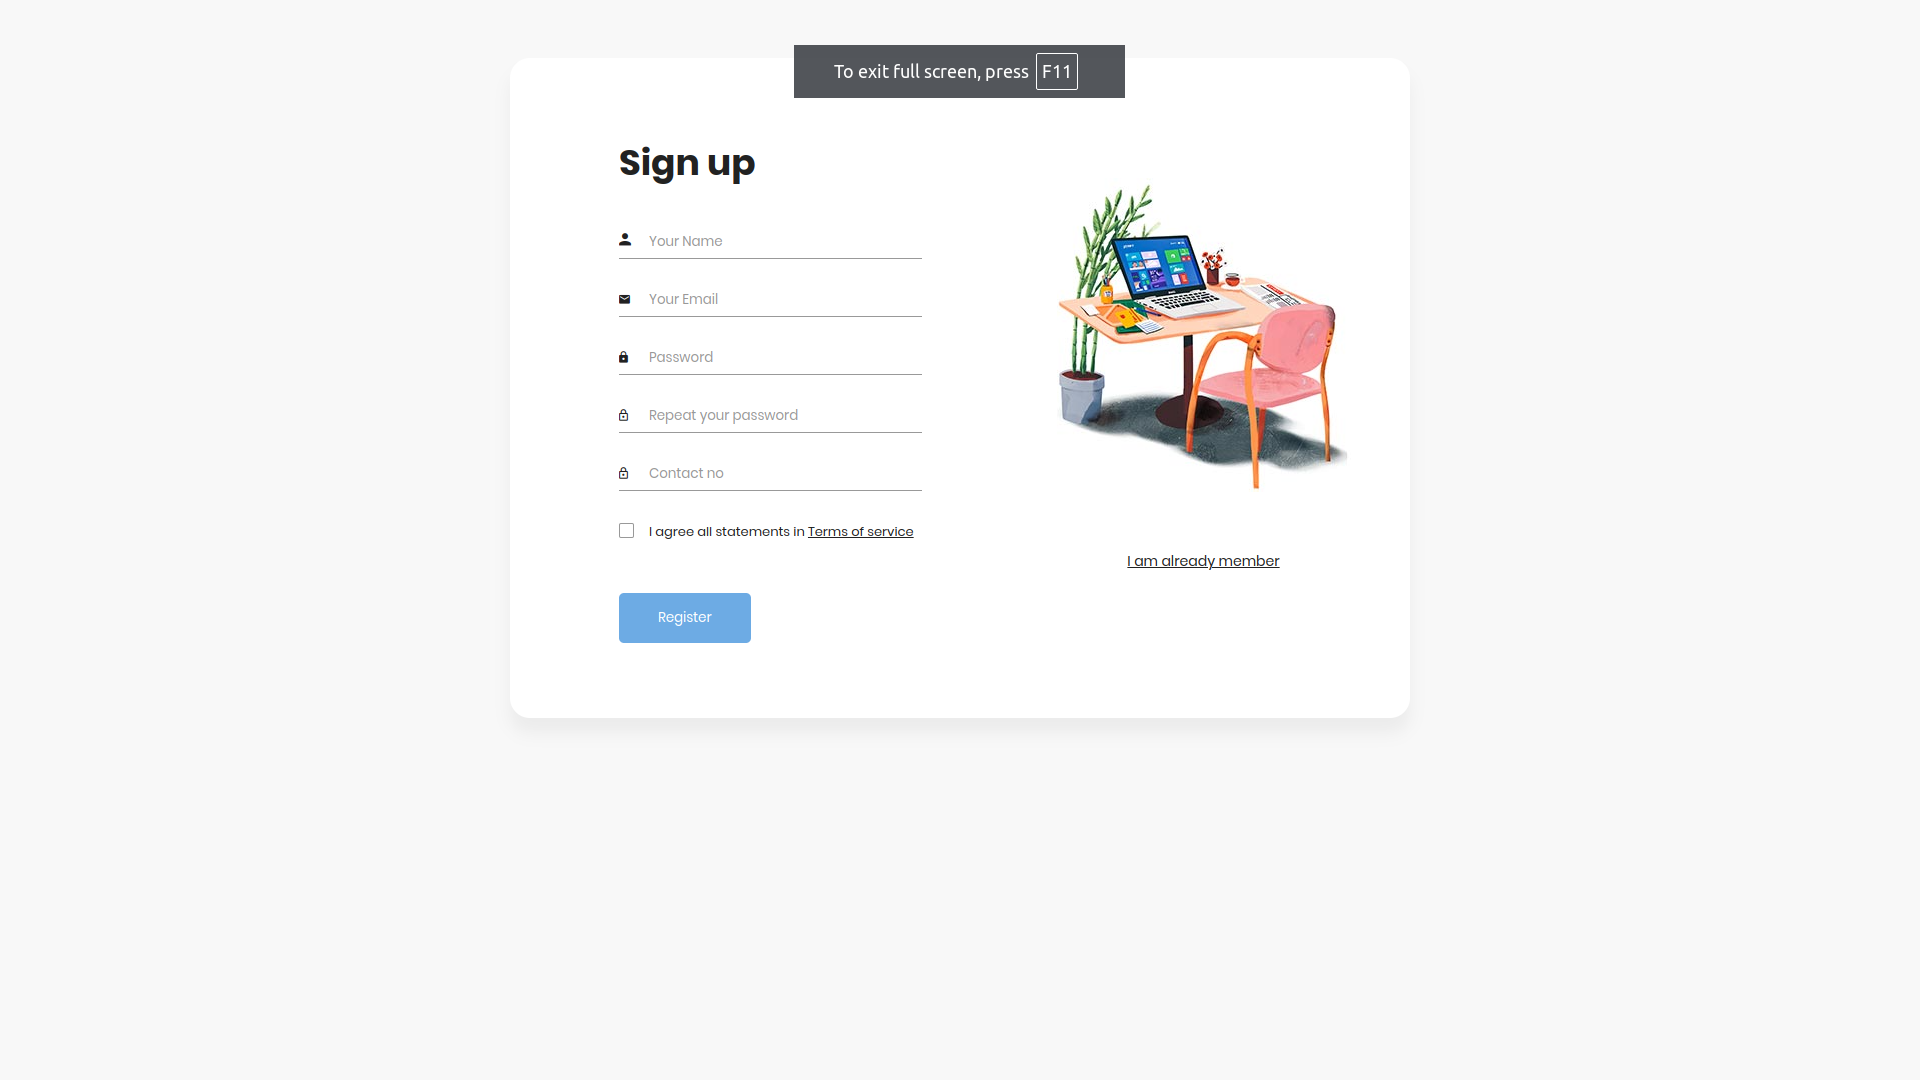 To exit full screen, press F11
Sign up
Your Name
Your Email
Password
Repeat your password
Contact no
I agree all statements in Terms of service
I am already member
Register